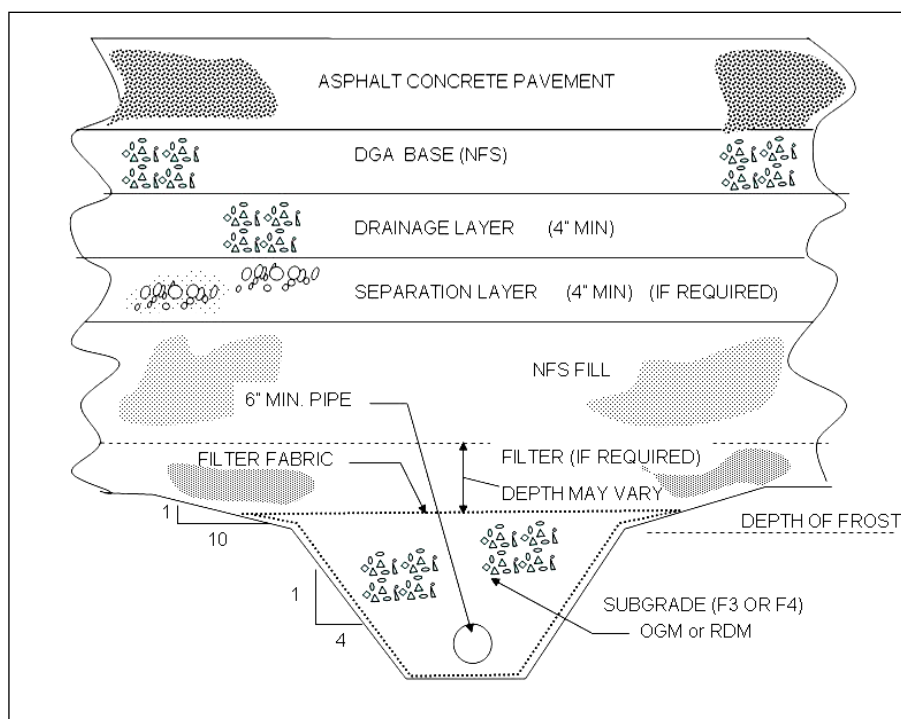 ASPHALT CONCRETE PAVEMENT
DGA BASE (NFS)
DRAINAGE LAYER (4" MIN)
SEPARATION LAYER (4" MIN) (IF REQUIRED)
NFS FILL
6" MIN. PIPE
FILTER FABRIC
FILTER (IF REQUIRED)
DEPTH MAY VARY
1
10
DEPTH OF FROST
1
4
SUBGRADE (F3 OR F4)
OGM or RDM